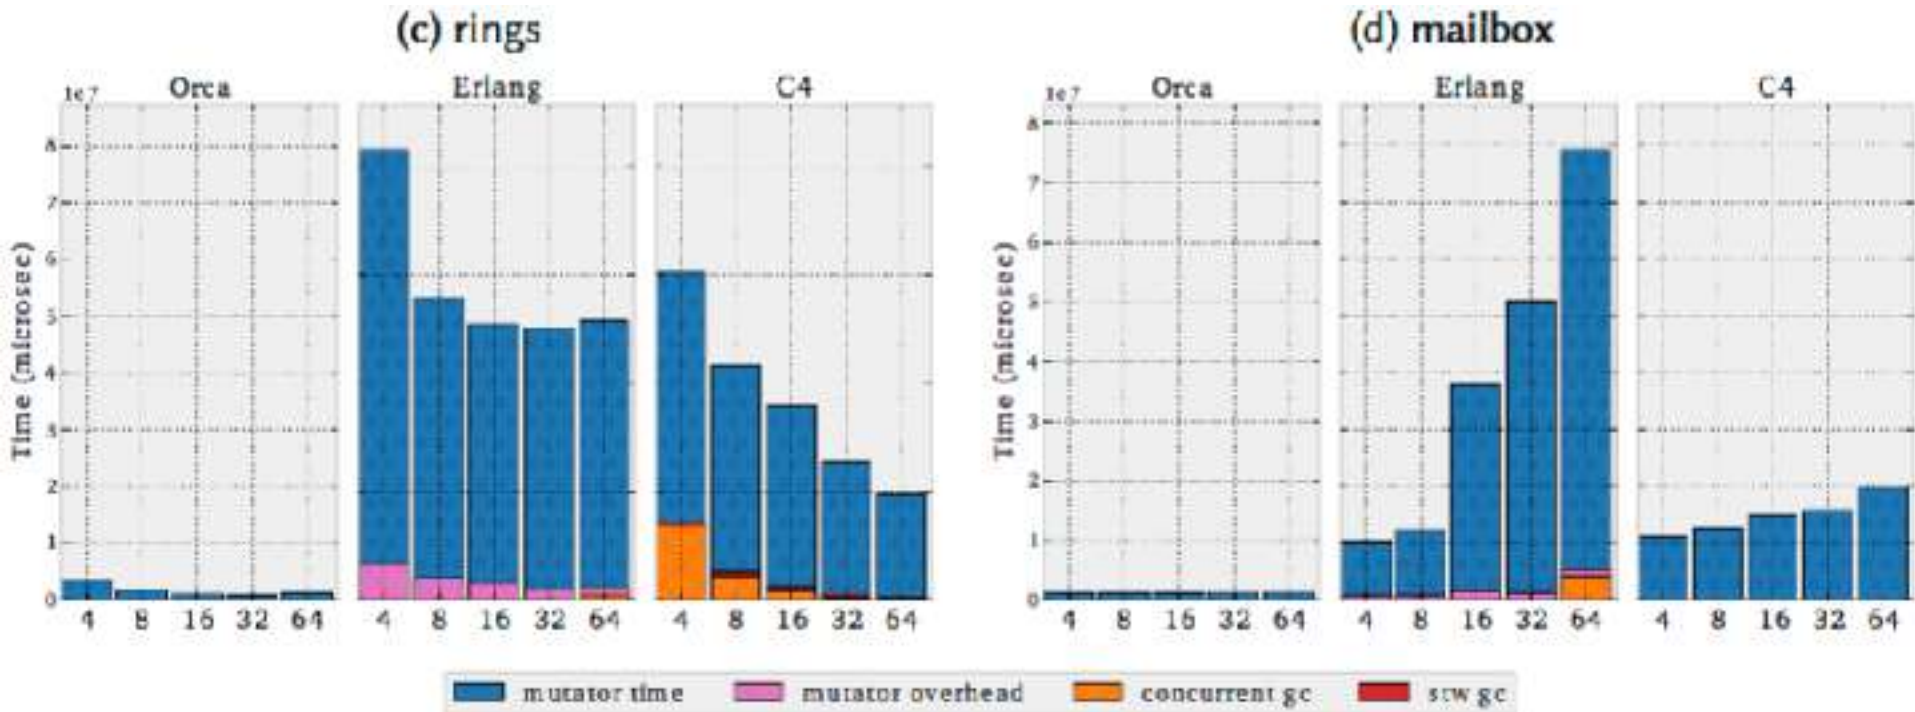 (c) rings
(d) mailbox
Orca Erlang C4
Orca Erlang C4
1e7
1e7
Time (microsec)
8
7
6
5
4
3
2
1
0
Time (microsec)
8
7
6
5
4
3
2
1
0
4 8 16 32 64
4 8 16 32 64
4 8 16 32 64
4 8 16 32 64
4 8 16 32 64
4 8 16 32 64
mutator time mutator overhead concurrent gc stw gc